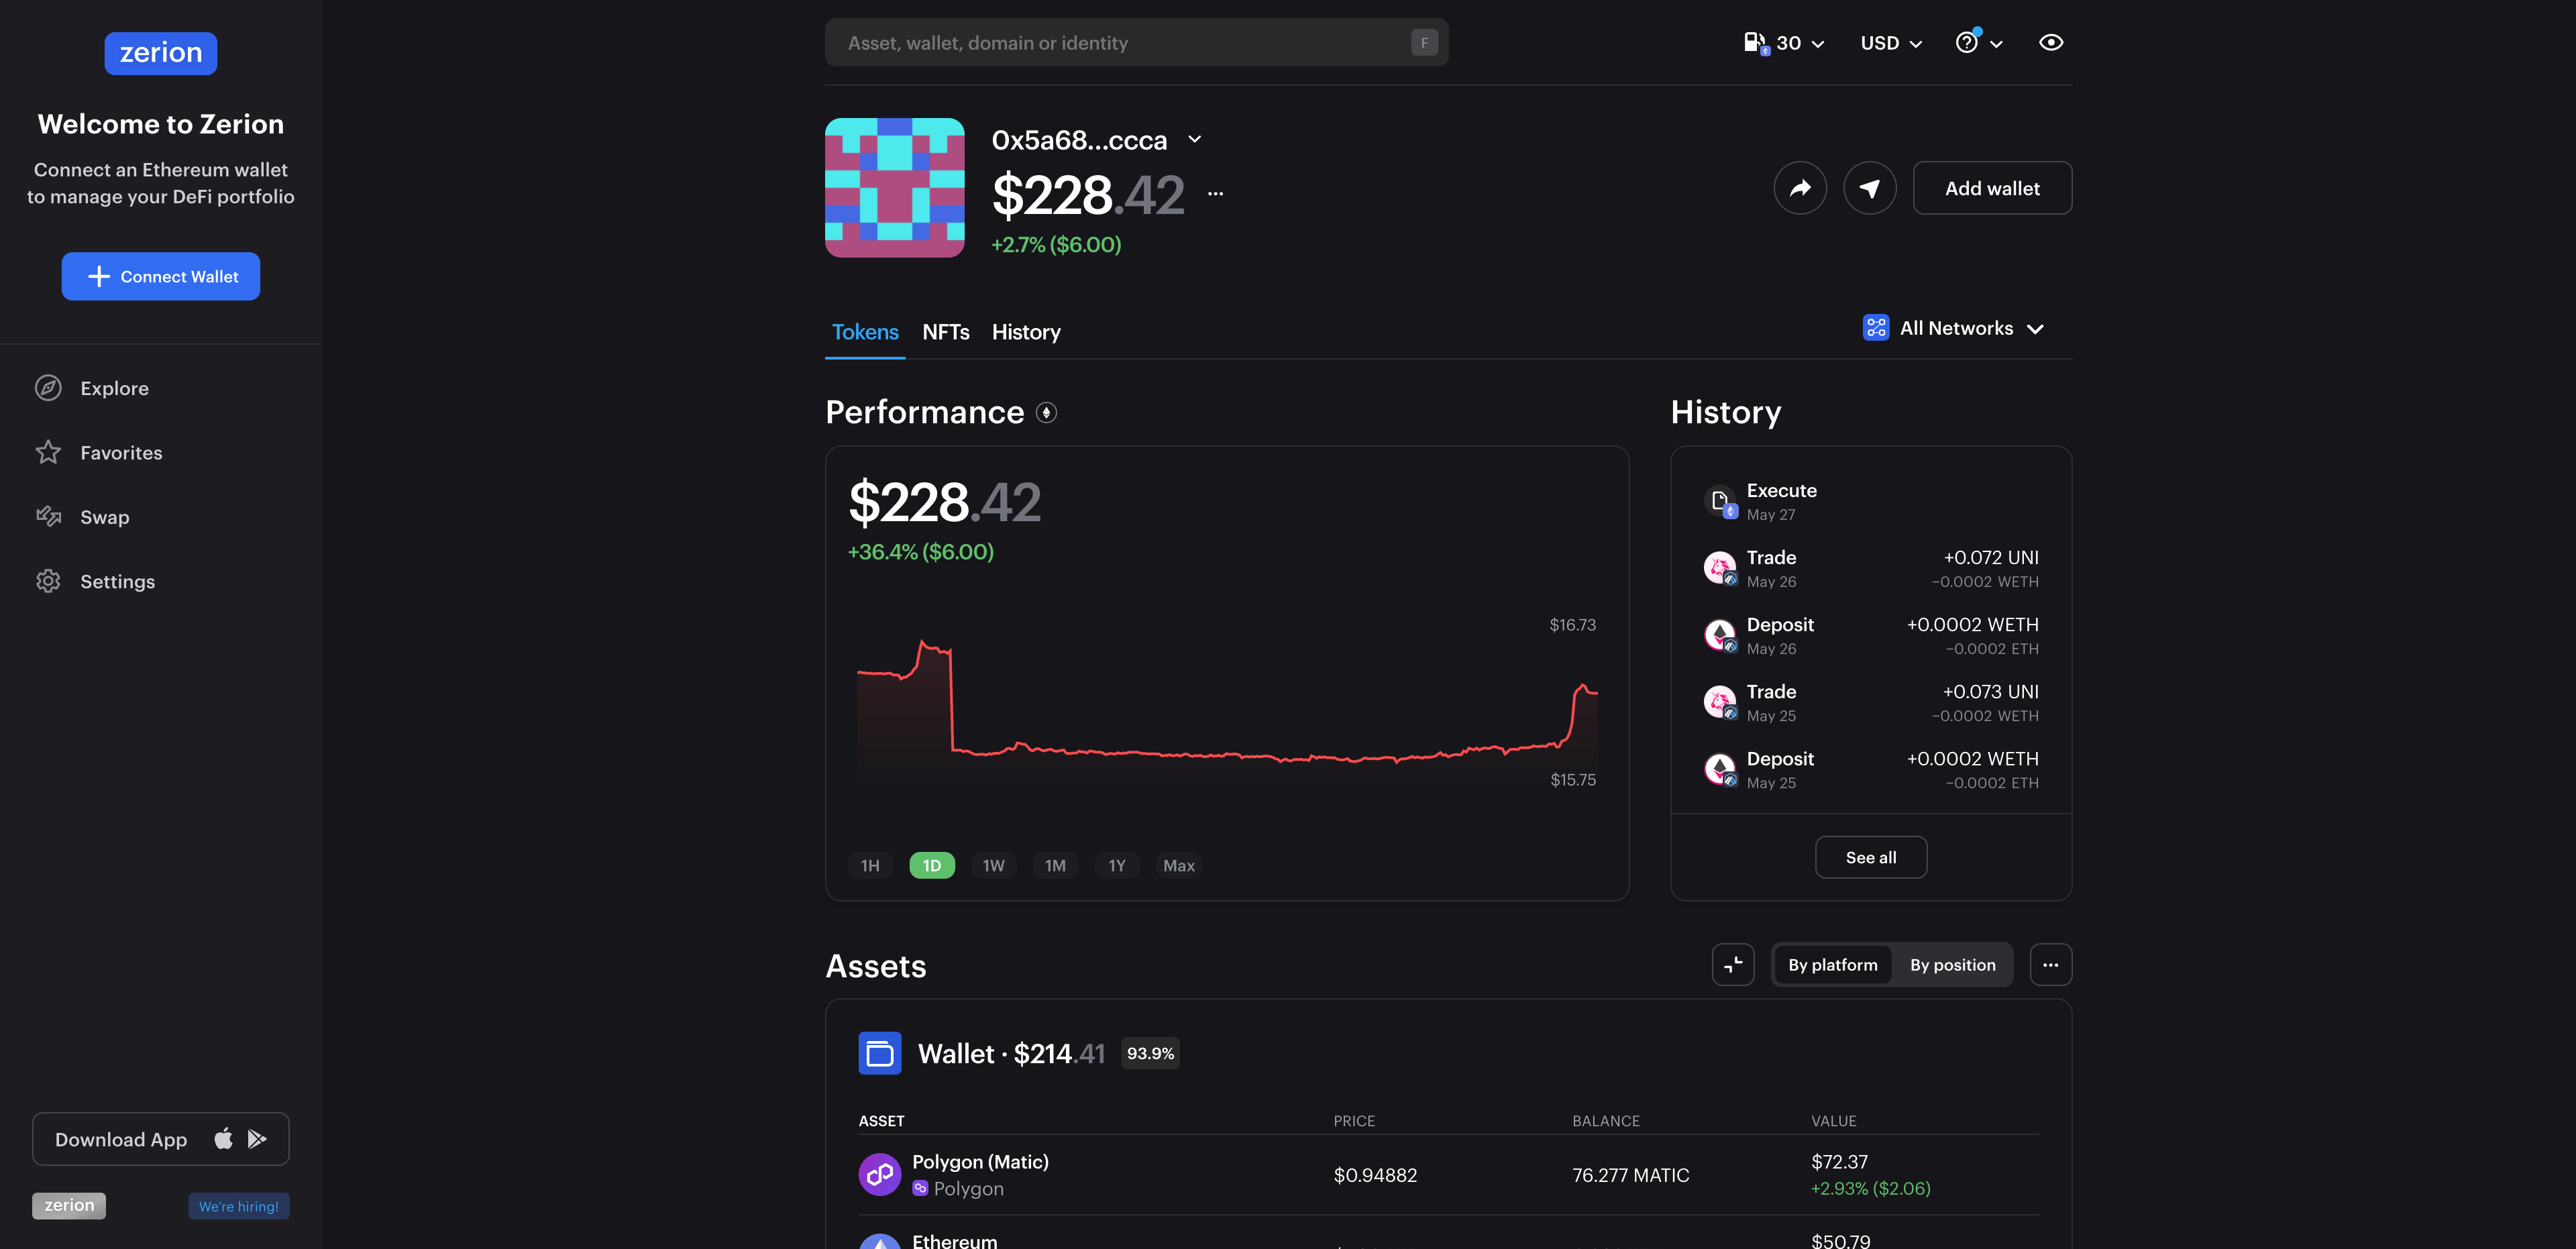 zerion
Welcome to Zerion
Connect an Ethereum wallet
to manage your DeFi portfolio
Connect Wallet
Explore
Favorites
Swap
Settings
Download App
zerion
We're hiring!
Asset, wallet, domain or identity
F
30
USD
0x5a68...ccca
$228.42
+2.7% ($6.00)
Add wallet
Tokens
NFTs
History
All Networks
Performance
$228.42
+36.4% ($6.00)
$16.73
$15.75
1H
1D
1W
1M
1Y
Max
History
Execute
May 27
Trade
+0.072 UNI
May 26
−0.0002 WETH
Deposit
+0.0002 WETH
May 26
−0.0002 ETH
Trade
+0.073 UNI
May 25
−0.0002 WETH
Deposit
+0.0002 WETH
May 25
−0.0002 ETH
See all
Assets
By platform
By position
Wallet · $214.41
93.9%
ASSET
PRICE
BALANCE
VALUE
Polygon (Matic)
Polygon
$0.94882
76.277 MATIC
$72.37
+2.93% ($2.06)
Ethereum
$50.79